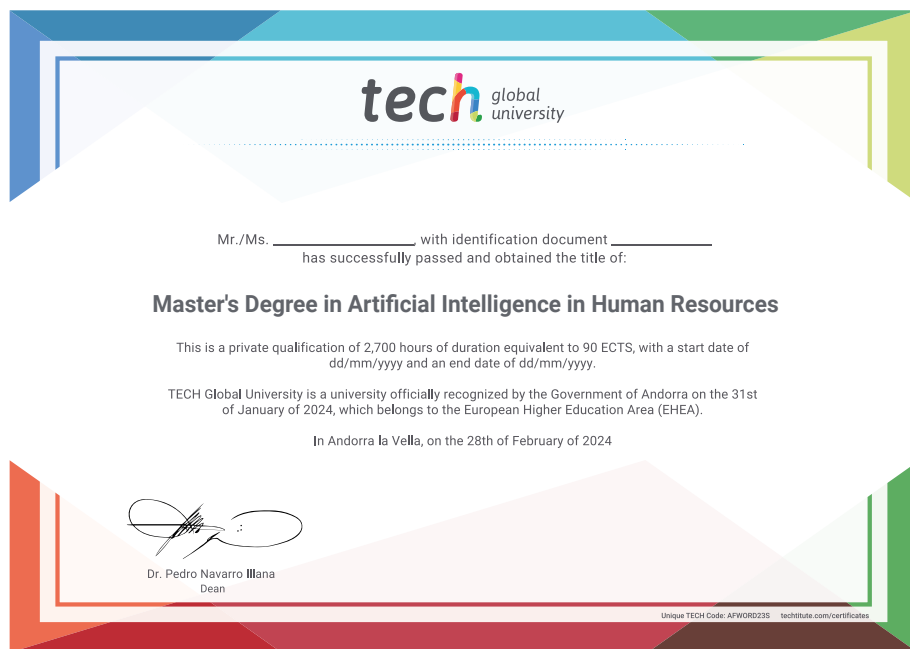 tech global
university
Mr./Ms. ____________________, with identification document ______________
has successfully passed and obtained the title of:
Master's Degree in Artificial Intelligence in Human Resources
This is a private qualification of 2,700 hours of duration equivalent to 90 ECTS, with a start date of
dd/mm/yyyy and an end date of dd/mm/yyyy.
TECH Global University is a university officially recognized by the Government of Andorra on the 31st
of January of 2024, which belongs to the European Higher Education Area (EHEA).
In Andorra la Vella, on the 28th of February of 2024
Dr. Pedro Navarro Illana
Dean
Unique TECH Code: AFWORD23S techtitute.com/certificates